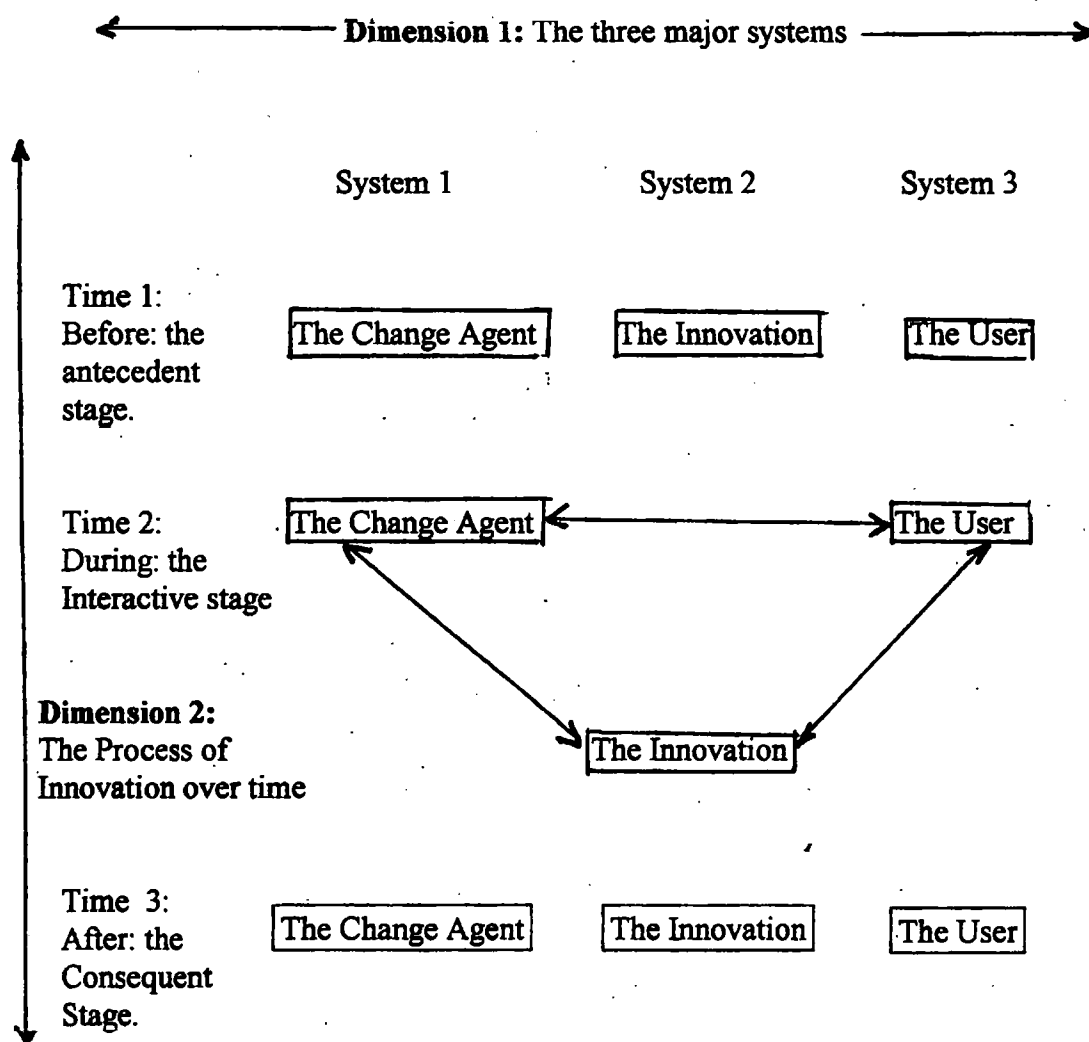 Dimension 1: The three major systems
System 1 System 2 System 3
Time 1:
Before: the
antecedent
stage.
The Change Agent The Innovation The User
Time 2:
During: the
Interactive stage
The Change Agent The User
Dimension 2:
The Process of
Innovation over time
The Innovation
Time 3:
After: the
Consequent
Stage.
The Change Agent The Innovation The User